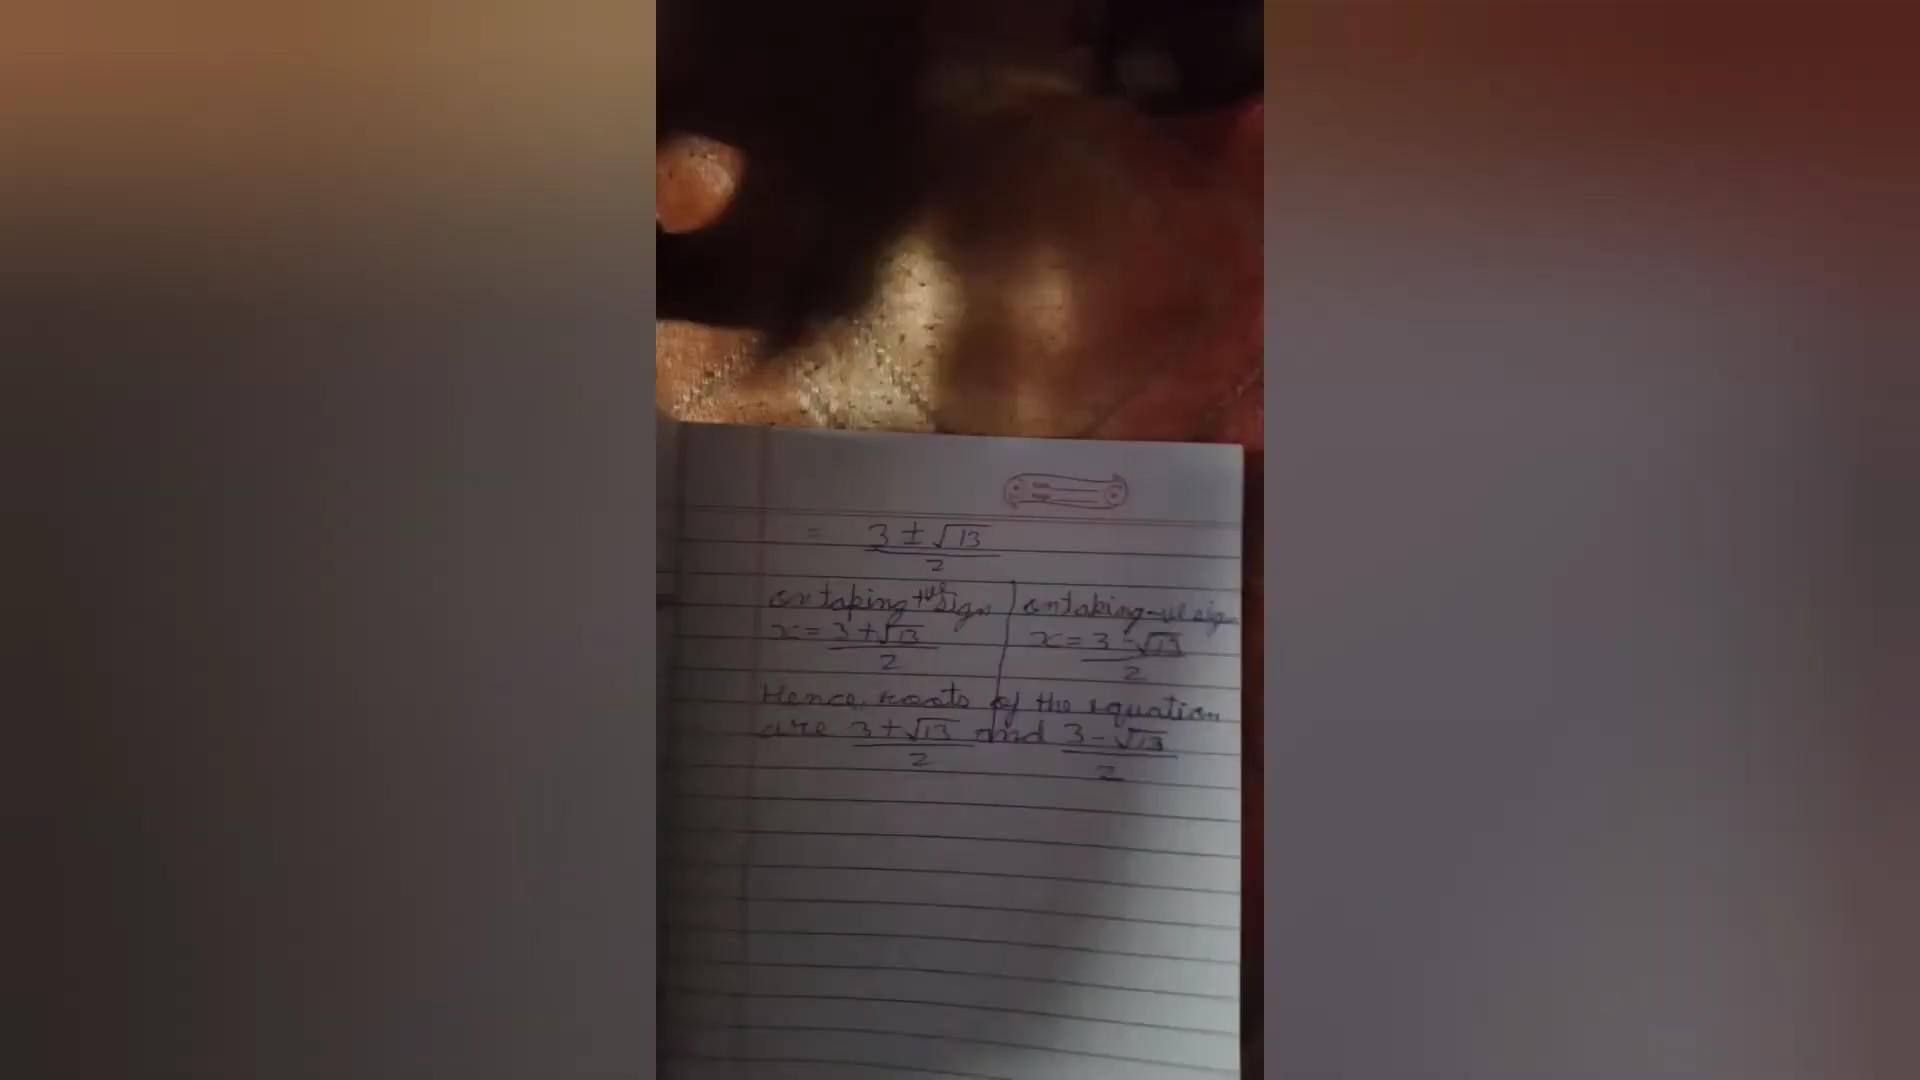 = 3 ± √13
2
on taking +ve sign | on taking -ve sign
x = 3 + √13 | x = 3 - √13
2 | 2
Hence, roots of the equation
are 3 + √13 and 3 - √13
2 2